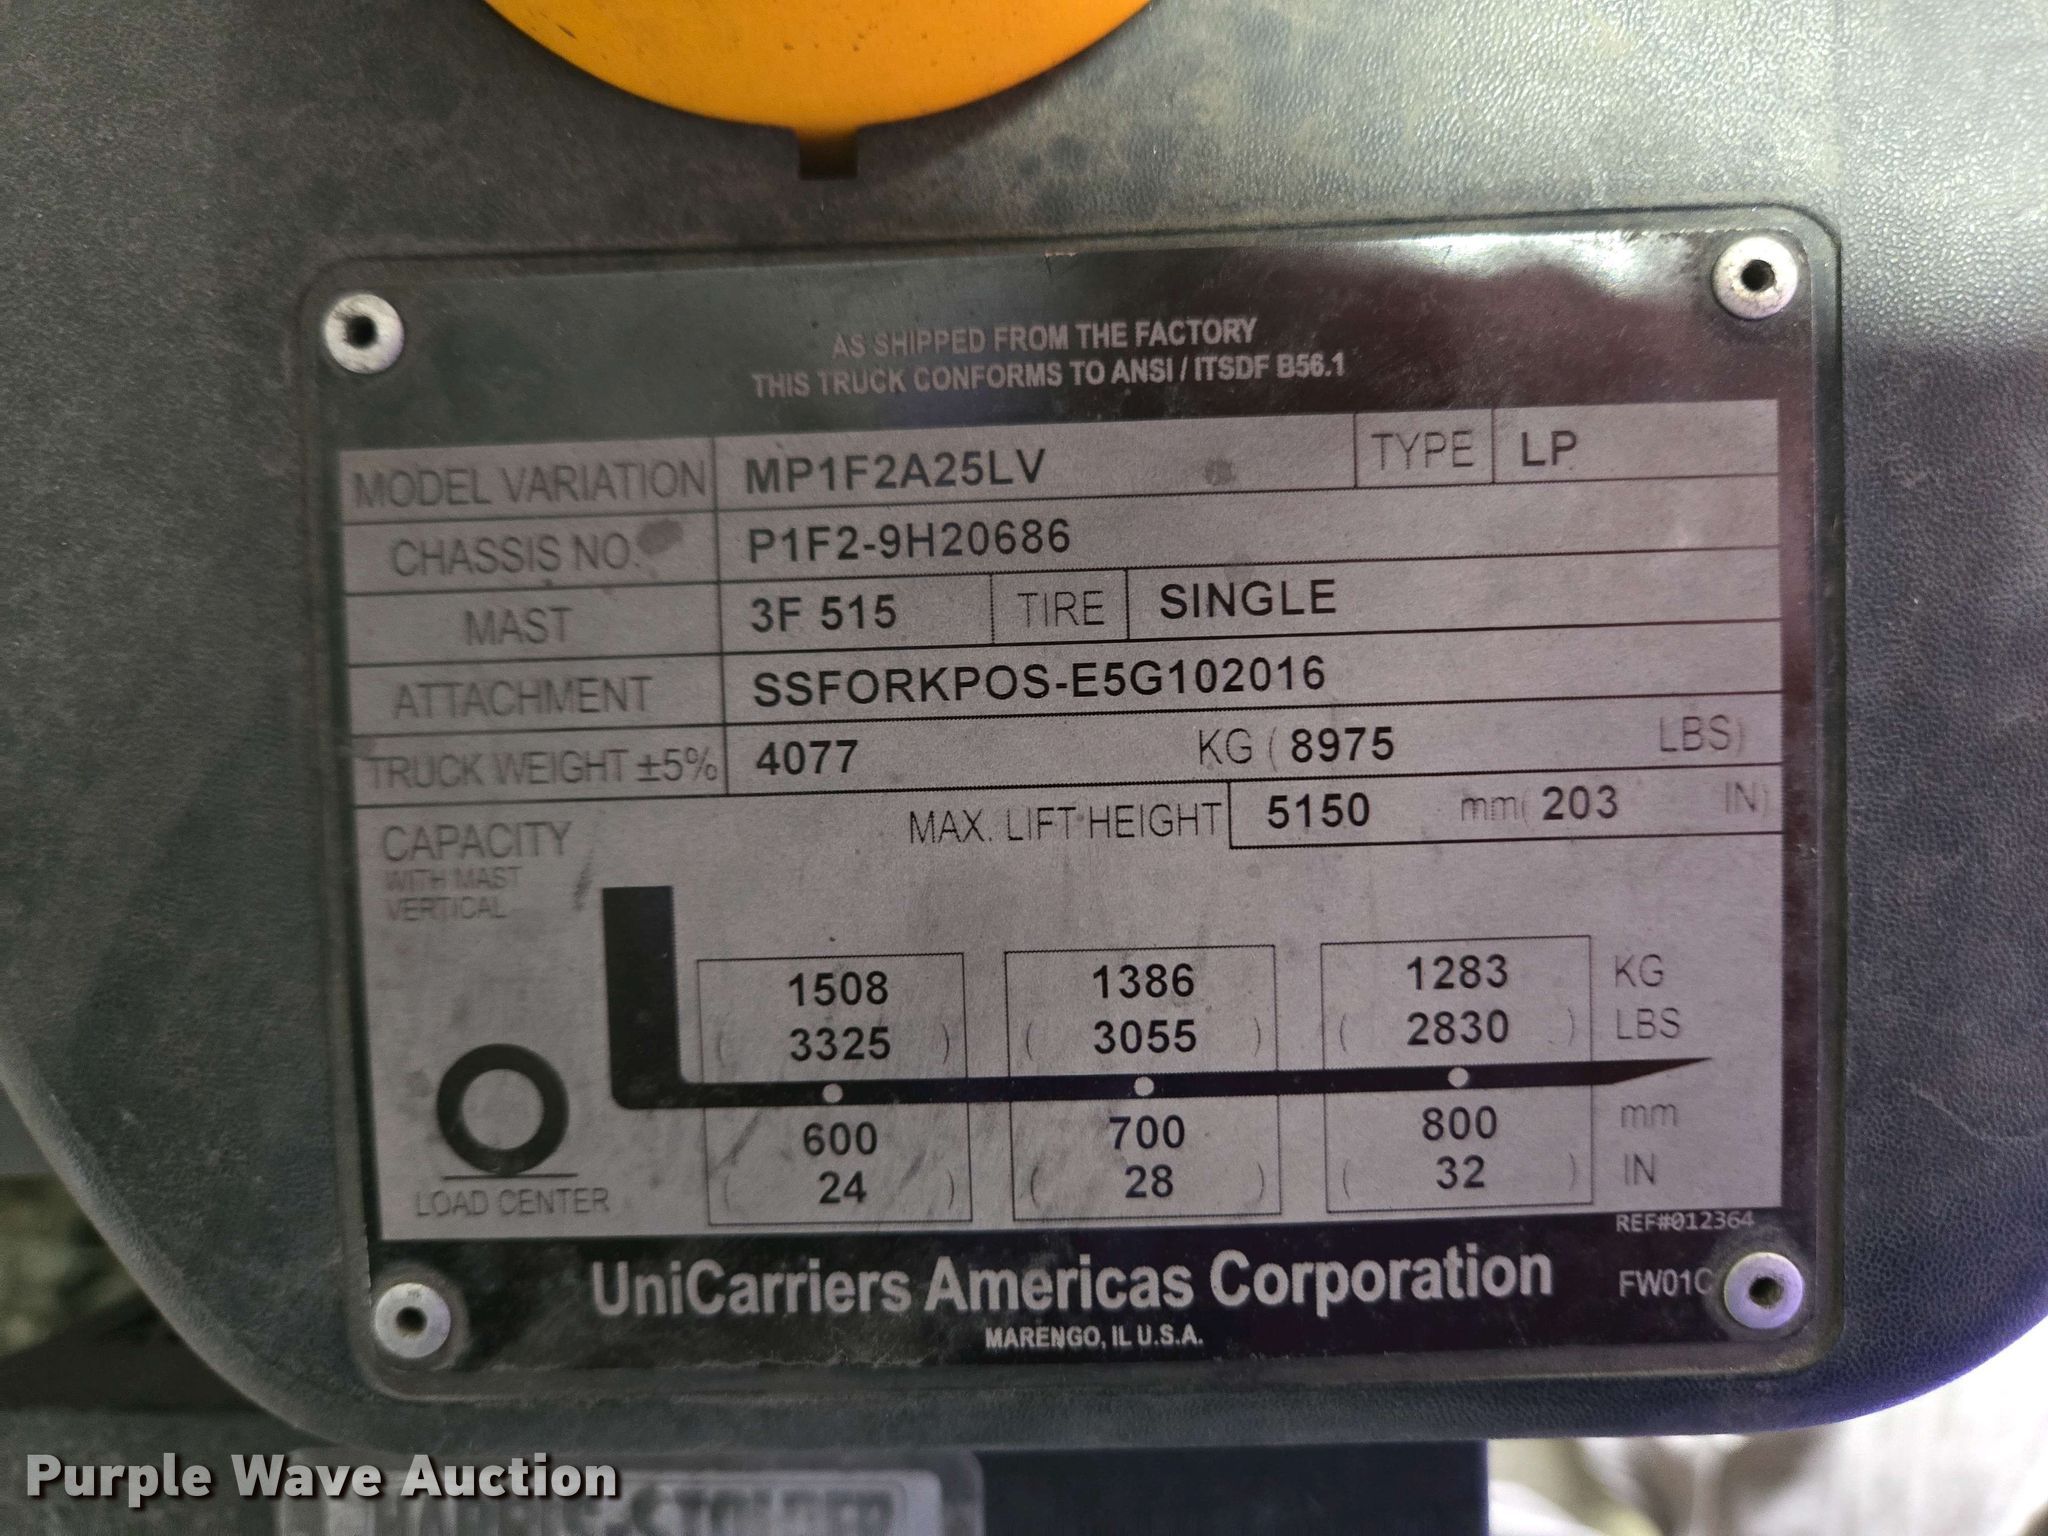 AS SHIPPED FROM THE FACTORY
THIS TRUCK CONFORMS TO ANSI / ITSDF B56.1
MODEL VARIATION MP1F2A25LV TYPE LP
CHASSIS NO. P1F2-9H20686
MAST 3F 515 TIRE SINGLE
ATTACHMENT SSFORKPOS-E5G102016
TRUCK WEIGHT ±5% 4077 KG ( 8975 LBS)
MAX. LIFT HEIGHT 5150 mm( 203 IN)
CAPACITY
WITH MAST
VERTICAL
1508 1386 1283 KG
( 3325 ) ( 3055 ) ( 2830 ) LBS
600 700 800 mm
( 24 ) ( 28 ) ( 32 ) IN
LOAD CENTER
REF#012364
UniCarriers Americas Corporation FW01C
MARENGO, IL U.S.A.
Purple Wave Auction